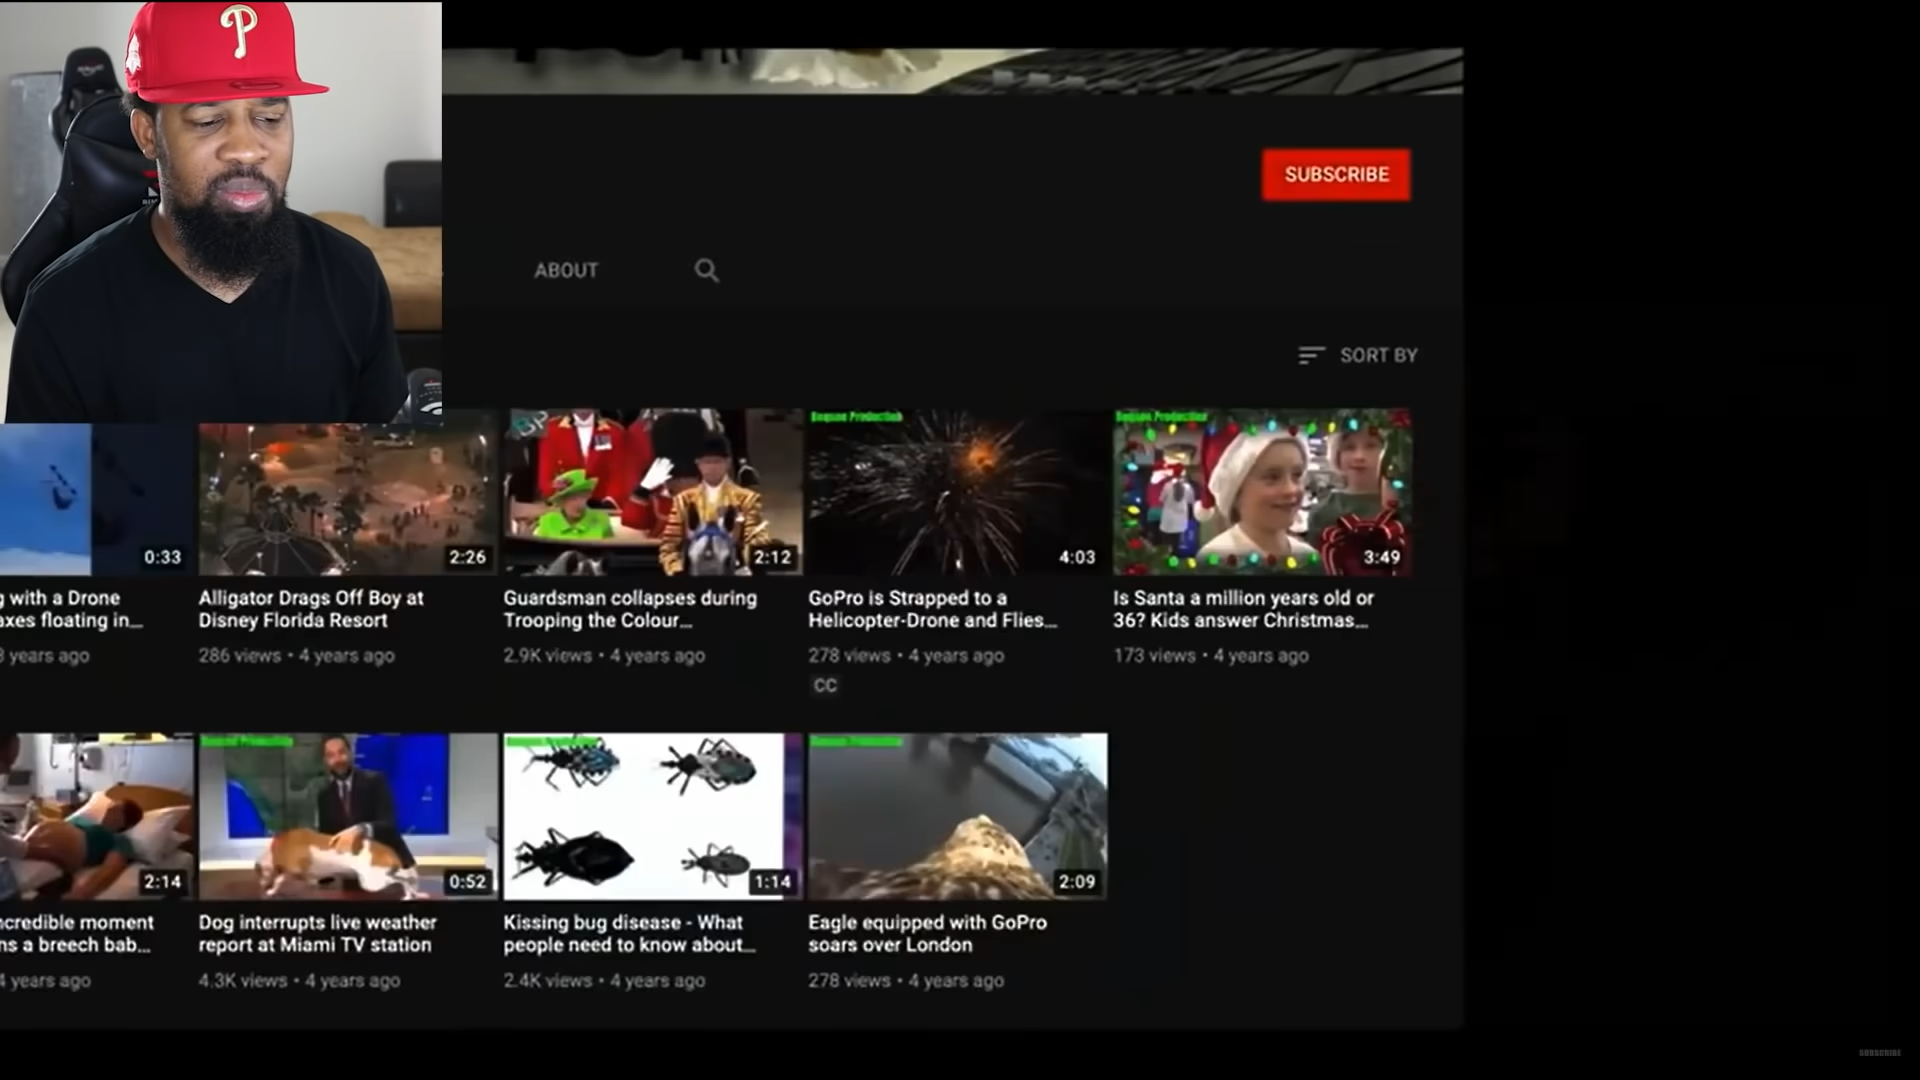 P
SUBSCRIBE
ABOUT
SORT BY
0:33
2:26
2:12
4:03
3:49
g with a Drone
axes floating in...
3 years ago
Alligator Drags Off Boy at
Disney Florida Resort
286 views • 4 years ago
Guardsman collapses during
Trooping the Colour...
2.9K views • 4 years ago
Production
GoPro is Strapped to a
Helicopter-Drone and Flies...
278 views • 4 years ago
CC
Production
Is Santa a million years old or
36? Kids answer Christmas...
173 views • 4 years ago
2:14
0:52
1:14
2:09
ncredible moment
ns a breech bab...
4 years ago
Dog interrupts live weather
report at Miami TV station
4.3K views • 4 years ago
Kissing bug disease - What
people need to know about...
2.4K views • 4 years ago
Eagle equipped with GoPro
soars over London
278 views • 4 years ago
SUBSCRIBE